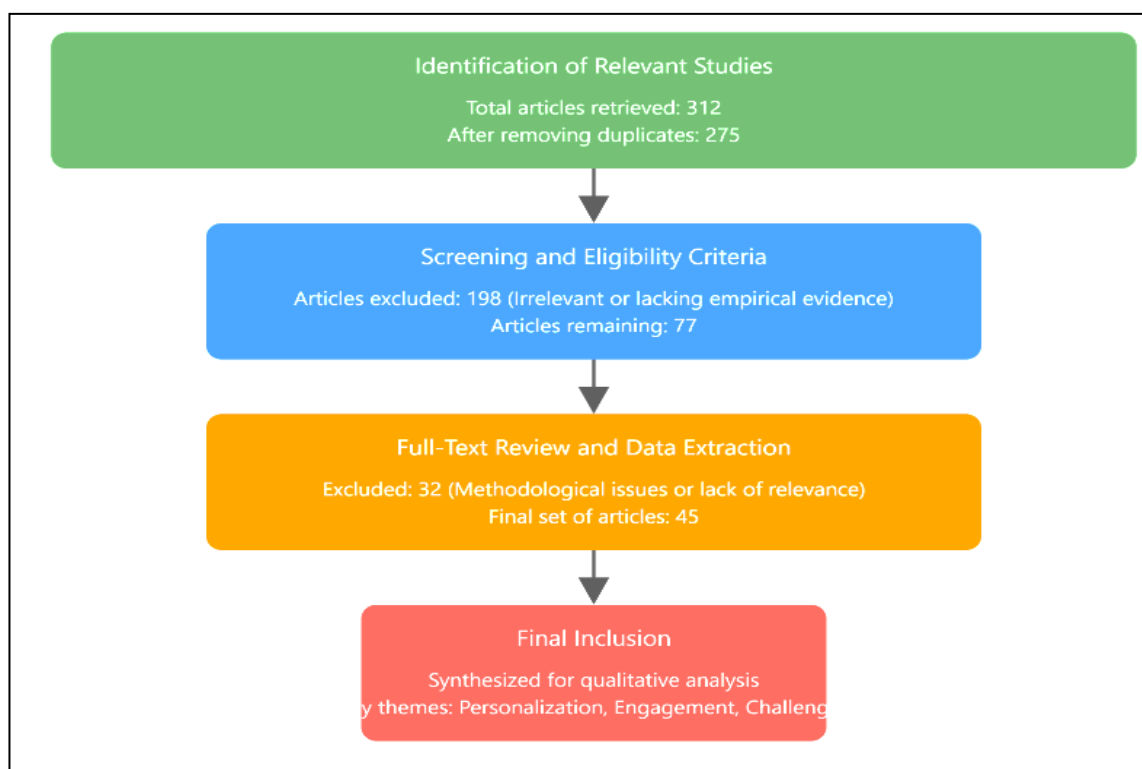 Identification of Relevant Studies
Total articles retrieved: 312
After removing duplicates: 275
Screening and Eligibility Criteria
Articles excluded: 198 (Irrelevant or lacking empirical evidence)
Articles remaining: 77
Full-Text Review and Data Extraction
Excluded: 32 (Methodological issues or lack of relevance)
Final set of articles: 45
Final Inclusion
Synthesized for qualitative analysis
y themes: Personalization, Engagement, Challeng